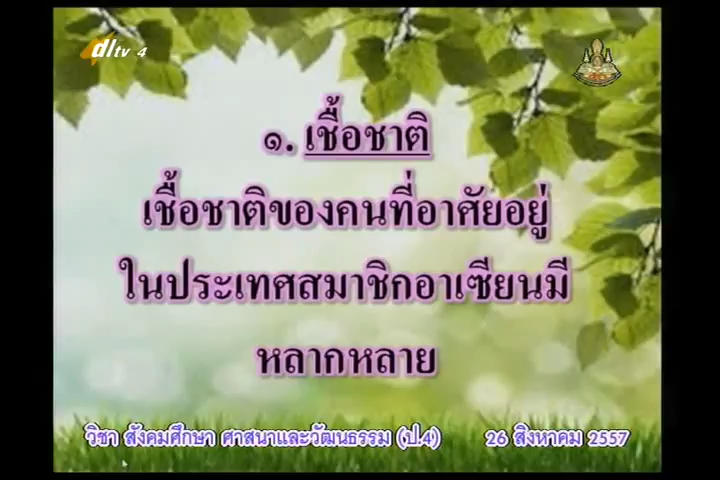 dltv 4
๑. เชื้อชาติ
เชื้อชาติของคนที่อาศัยอยู่
ในประเทศสมาชิกอาเซียนมี
หลากหลาย
วิชา สังคมศึกษา ศาสนาและวัฒนธรรม (ป.4) 26 สิงหาคม 2557